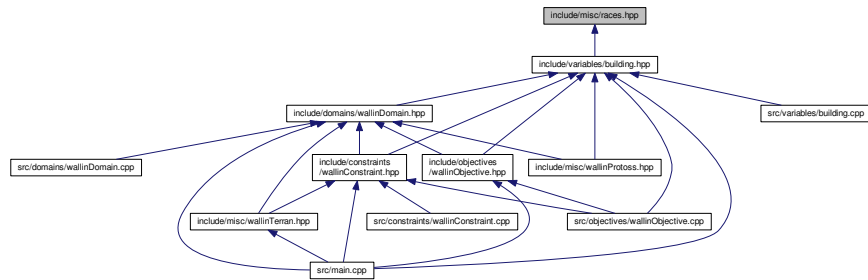 include/misc/races.hpp
include/variables/building.hpp
include/domains/wallinDomain.hpp
src/variables/building.cpp
src/domains/wallinDomain.cpp
include/constraints
/wallinConstraint.hpp
include/objectives
/wallinObjective.hpp
include/misc/wallinProtoss.hpp
include/misc/wallinTerran.hpp
src/constraints/wallinConstraint.cpp
src/objectives/wallinObjective.cpp
src/main.cpp